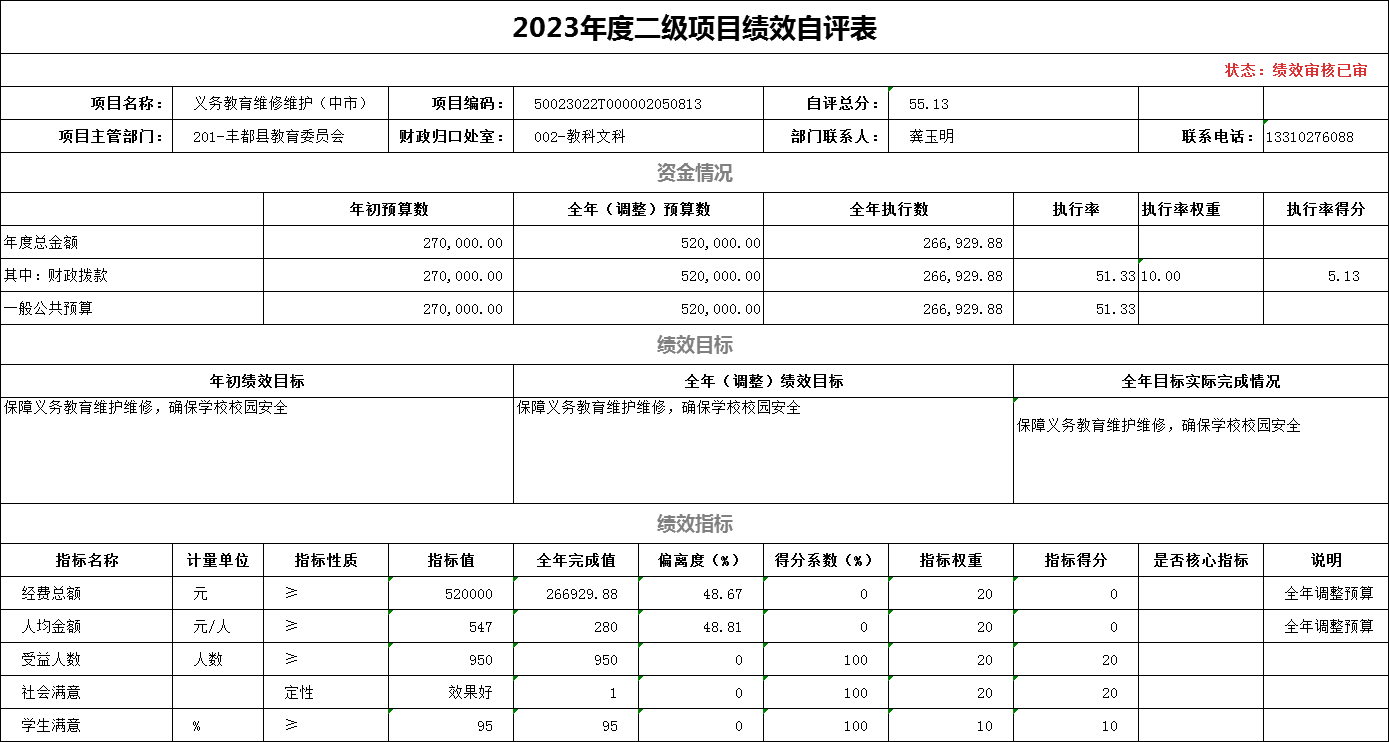 2023年度二级项目绩效自评表
状态：绩效审核已审
项目名称： 义务教育维修维护（中市） 项目编码： 50023022T000002050813 自评总分： 55.13
项目主管部门： 201-丰都县教育委员会 财政归口处室： 002-教科文科 部门联系人： 龚玉明 联系电话： 13310276088
资金情况
年初预算数 全年（调整）预算数 全年执行数 执行率 执行率权重 执行率得分
年度总金额 270,000.00 520,000.00 266,929.88
其中：财政拨款 270,000.00 520,000.00 266,929.88 51.33 10.00 5.13
一般公共预算 270,000.00 520,000.00 266,929.88 51.33
绩效目标
年初绩效目标 全年（调整）绩效目标 全年目标实际完成情况
保障义务教育维护维修，确保学校校园安全 保障义务教育维护维修，确保学校校园安全 保障义务教育维护维修，确保学校校园安全
绩效指标
指标名称 计量单位 指标性质 指标值 全年完成值 偏离度（%） 得分系数（%） 指标权重 指标得分 是否核心指标 说明
经费总额 元 ≥ 520000 266929.88 48.67 0 20 0 全年调整预算
人均金额 元/人 ≥ 547 280 48.81 0 20 0 全年调整预算
受益人数 人数 ≥ 950 950 0 100 20 20
社会满意 定性 效果好 1 0 100 20 20
学生满意 % ≥ 95 95 0 100 10 10